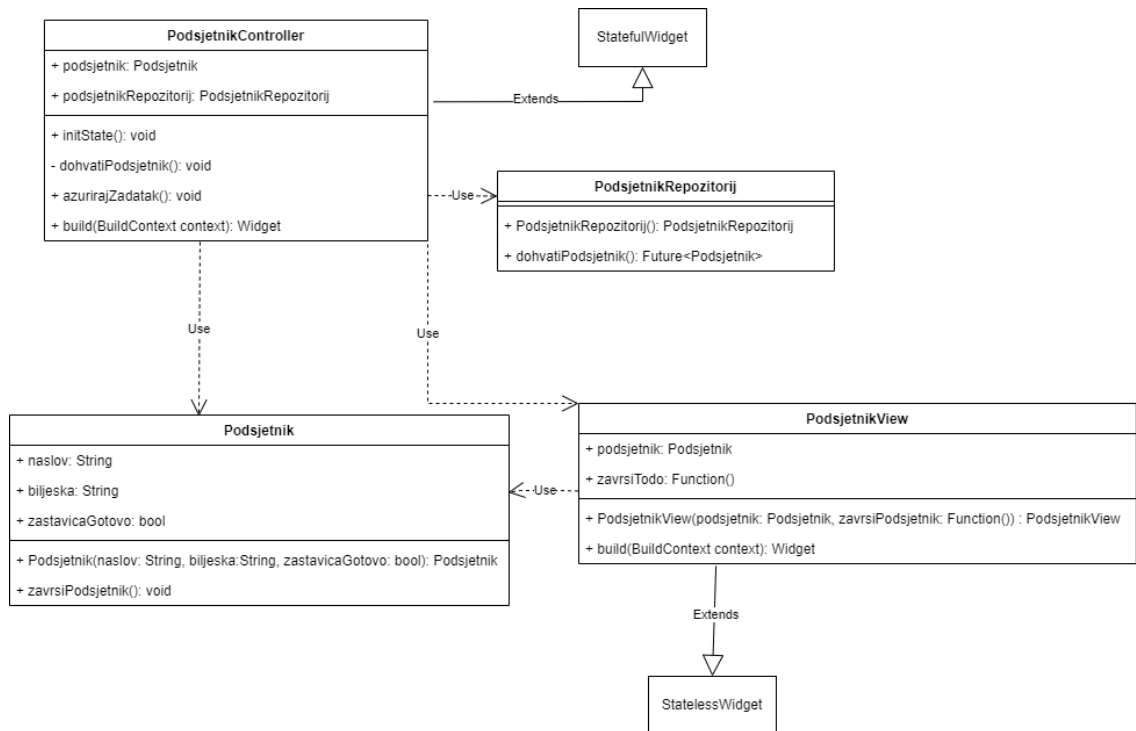 PodsjetnikController
+ podsjetnik: Podsjetnik
+ podsjetnikRepozitorij: PodsjetnikRepozitorij
+ initState(): void
- dohvatiPodsjetnik(): void
+ azurirajZadatak(): void
+ build(BuildContext context): Widget
StatefulWidget
Extends
Use
PodsjetnikRepozitorij
+ PodsjetnikRepozitorij(): PodsjetnikRepozitorij
+ dohvatiPodsjetnik(): Future<Podsjetnik>
Use
Use
Podsjetnik
+ naslov: String
+ biljeska: String
+ zastavicaGotovo: bool
+ Podsjetnik(naslov: String, biljeska:String, zastavicaGotovo: bool): Podsjetnik
+ zavrsiPodsjetnik(): void
Use
PodsjetnikView
+ podsjetnik: Podsjetnik
+ zavrsiTodo: Function()
+ PodsjetnikView(podsjetnik: Podsjetnik, zavrsiPodsjetnik: Function()) : PodsjetnikView
+ build(BuildContext context): Widget
Extends
StatelessWidget